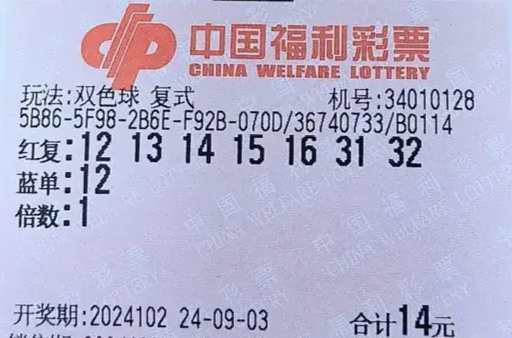 中国福利彩票
CHINA WELFARE LOTTERY
玩法:双色球 复式 机号:34010128
5B86-5F98-2B6E-F92B-070D/36740733/B0114
红复:12 13 14 15 16 31 32
蓝单:12
倍数:1
开奖期:2024102 24-09-03 合计14元